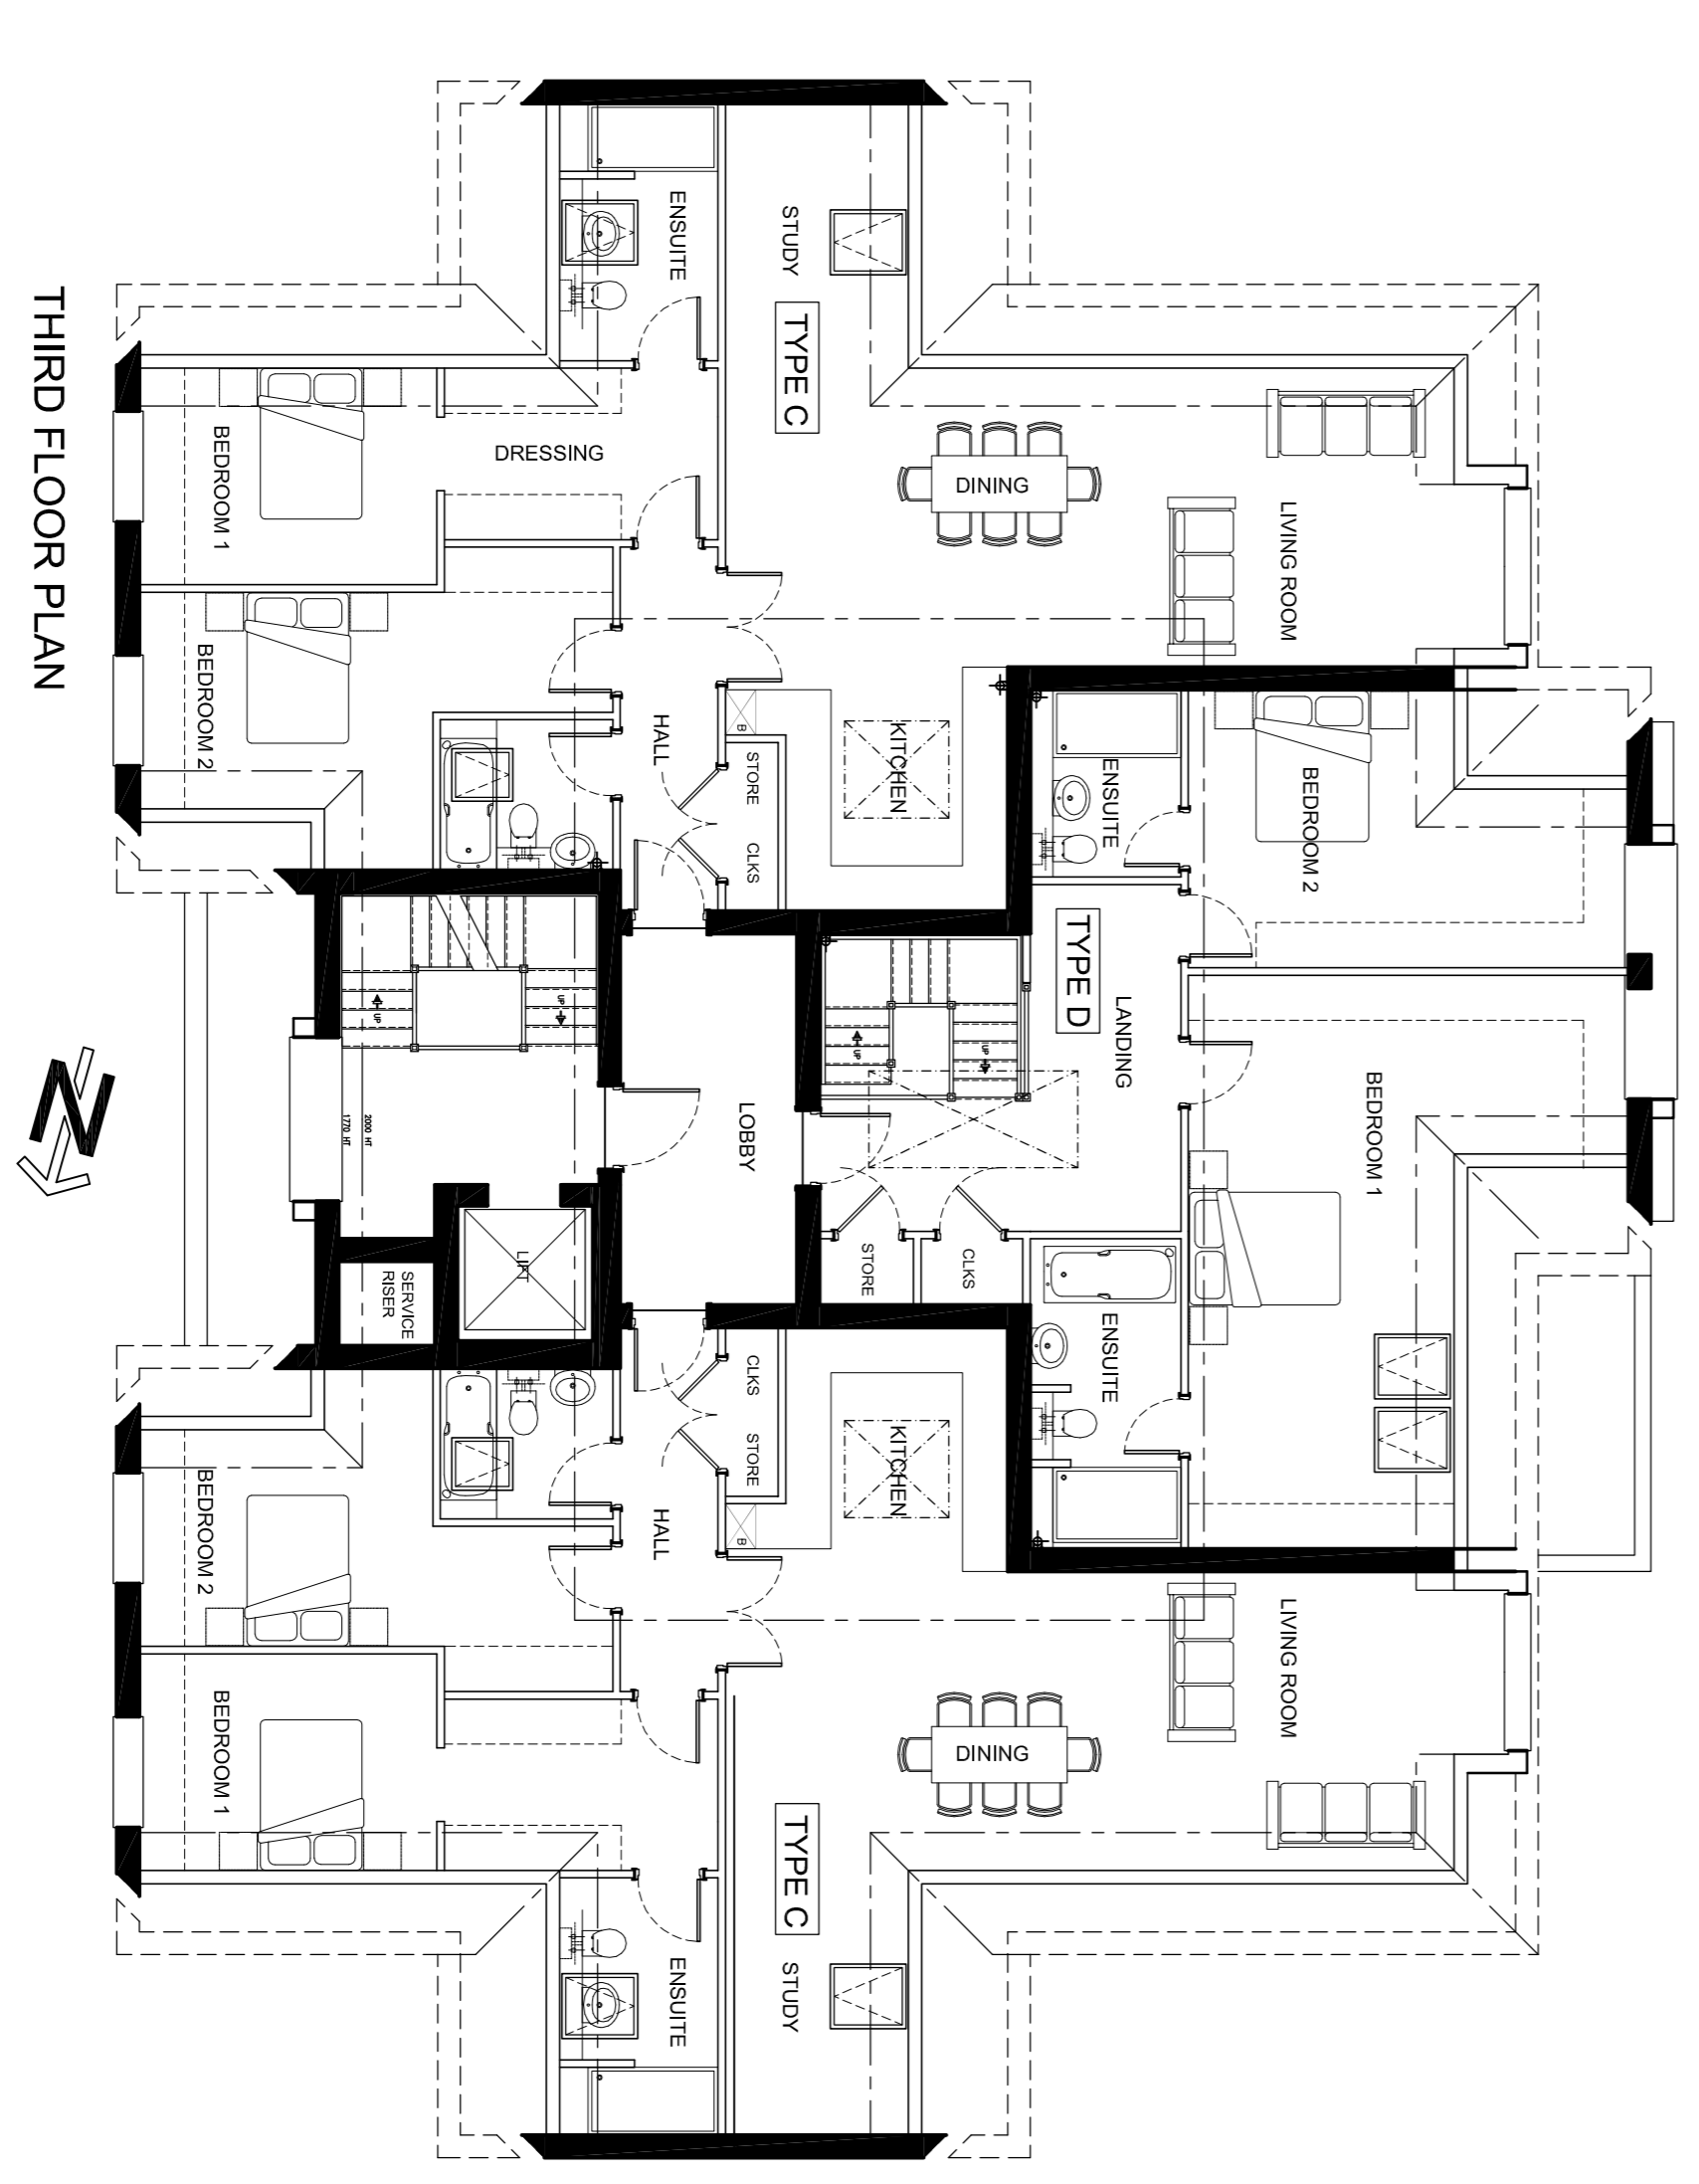 THIRD FLOOR PLAN
ENSUITE
STUDY
TYPE C
DRESSING
BEDROOM 1
DINING
LIVING ROOM
BEDROOM 2
HALL
STORE
CLKS
B
KITCHEN
ENSUITE
BEDROOM 2
TYPE D
LANDING
UP
UP
UP
UP
BEDROOM 1
LOBBY
2000 HT
1770 HT
LIFT
SERVICE
RISER
STORE
CLKS
ENSUITE
N
CLKS
STORE
B
KITCHEN
HALL
BEDROOM 2
LIVING ROOM
BEDROOM 1
DINING
TYPE C
STUDY
ENSUITE